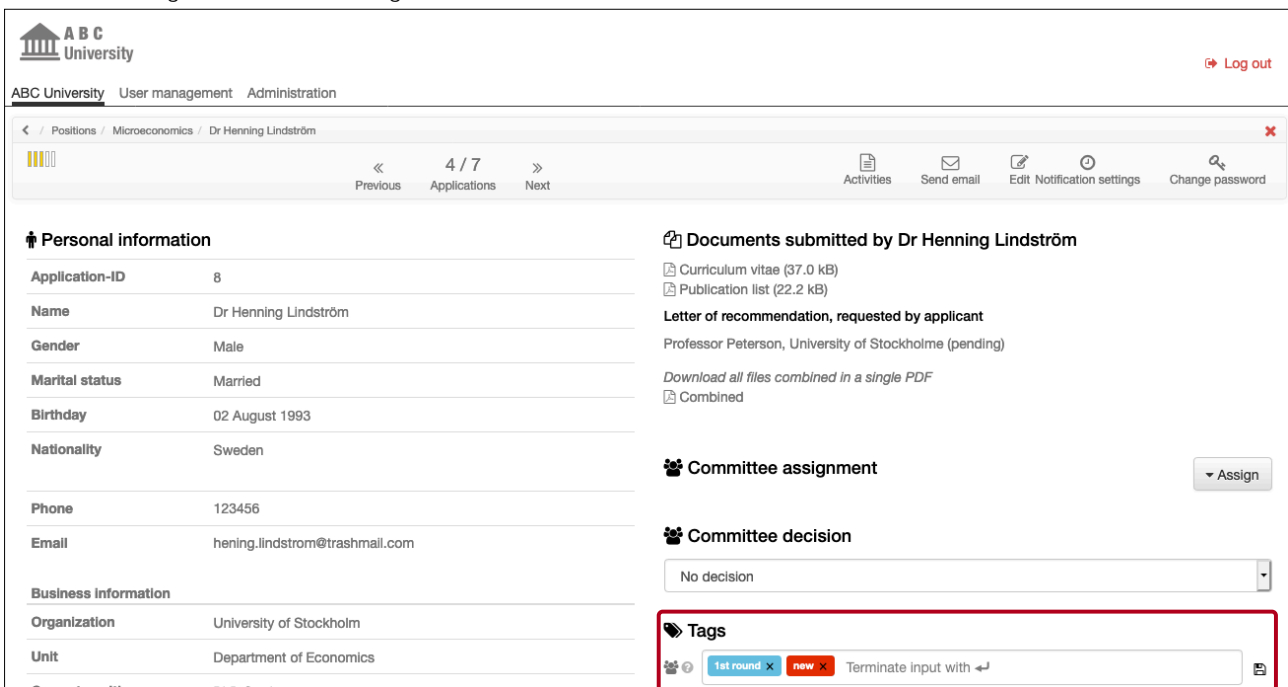 A B C
University
Log out
ABC University User management Administration
/ Positions / Microeconomics / Dr Henning Lindström
4 / 7
Previous Applications Next
Activities Send email Edit Notification settings Change password
Personal information
Application-ID 8
Name Dr Henning Lindström
Gender Male
Marital status Married
Birthday 02 August 1993
Nationality Sweden
Phone 123456
Email hening.lindstrom@trashmail.com
Business information
Organization University of Stockholm
Unit Department of Economics
Documents submitted by Dr Henning Lindström
Curriculum vitae (37.0 kB)
Publication list (22.2 kB)
Letter of recommendation, requested by applicant
Professor Peterson, University of Stockholme (pending)
Download all files combined in a single PDF
Combined
Committee assignment
Assign
Committee decision
No decision
Tags
1st round × new × Terminate input with ↵